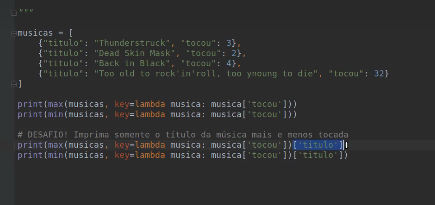 """
musicas = [
{"titulo": "Thunderstruck", "tocou": 3},
{"titulo": "Dead Skin Mask", "tocou": 2},
{"titulo": "Back in Black", "tocou": 4},
{"titulo": "Too old to rock'in'roll, too ynoung to die", "tocou": 32}
]
print(max(musicas, key=lambda musica: musica['tocou']))
print(min(musicas, key=lambda musica: musica['tocou']))
# DESAFIO! Imprima somente o título da música mais e menos tocada
print(max(musicas, key=lambda musica: musica['tocou'])['titulo'])
print(min(musicas, key=lambda musica: musica['tocou'])['titulo'])